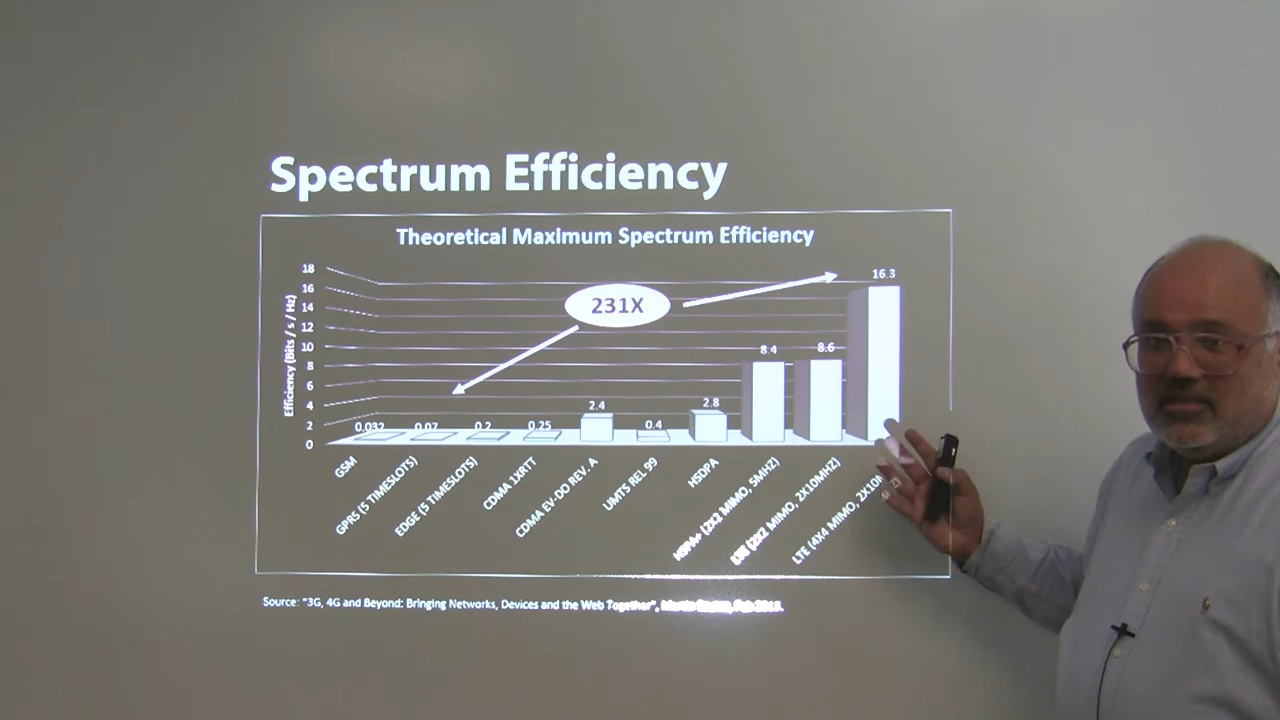 Spectrum Efficiency
Theoretical Maximum Spectrum Efficiency
Efficiency (Bits / s / Hz)
18
16
14
12
10
8
6
4
2
0
231X
0.032
0.07
0.2
0.25
2.4
0.4
2.8
8.4
8.6
16.3
GSM
GPRS (5 TIMESLOTS)
EDGE (5 TIMESLOTS)
CDMA 1XRTT
CDMA EV-DO REV. A
UMTS REL 99
HSDPA
HSPA+ (2X2 MIMO, 5MHZ)
LTE (2X2 MIMO, 2X10MHZ)
LTE (4X4 MIMO,
Source: "3G, 4G and Beyond: Bringing Networks, Devices and the Web Together",